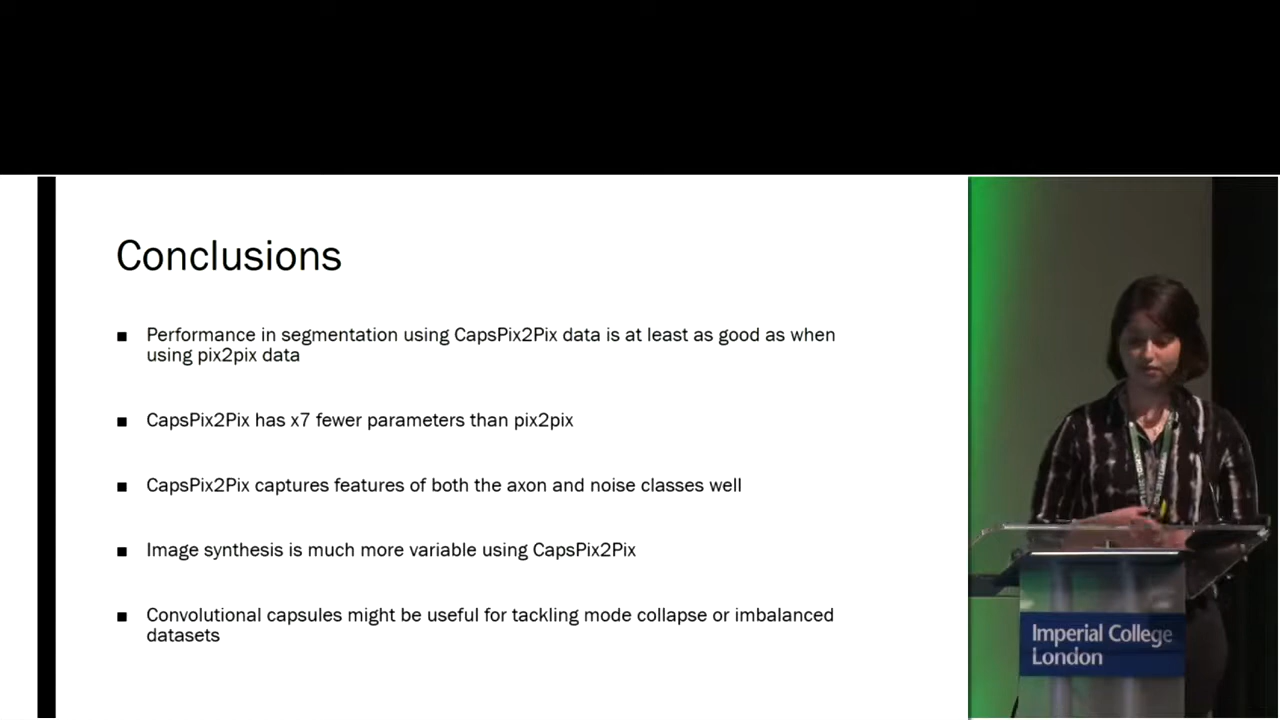 Conclusions
■ Performance in segmentation using CapsPix2Pix data is at least as good as when
using pix2pix data
■ CapsPix2Pix has x7 fewer parameters than pix2pix
■ CapsPix2Pix captures features of both the axon and noise classes well
■ Image synthesis is much more variable using CapsPix2Pix
■ Convolutional capsules might be useful for tackling mode collapse or imbalanced
datasets
Imperial College
London